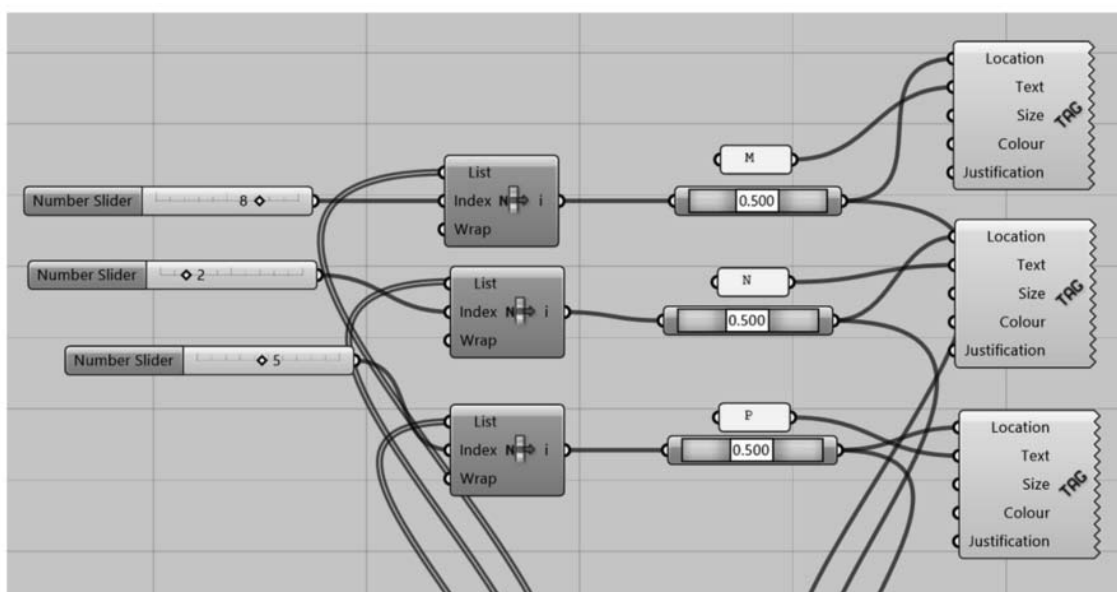 Number Slider 8
Number Slider 2
Number Slider 5
List
Index N i
Wrap
List
Index N i
Wrap
List
Index N i
Wrap
M
0.500
N
0.500
P
0.500
Location
Text
Size
Colour
Justification
TAG
Location
Text
Size
Colour
Justification
TAG
Location
Text
Size
Colour
Justification
TAG